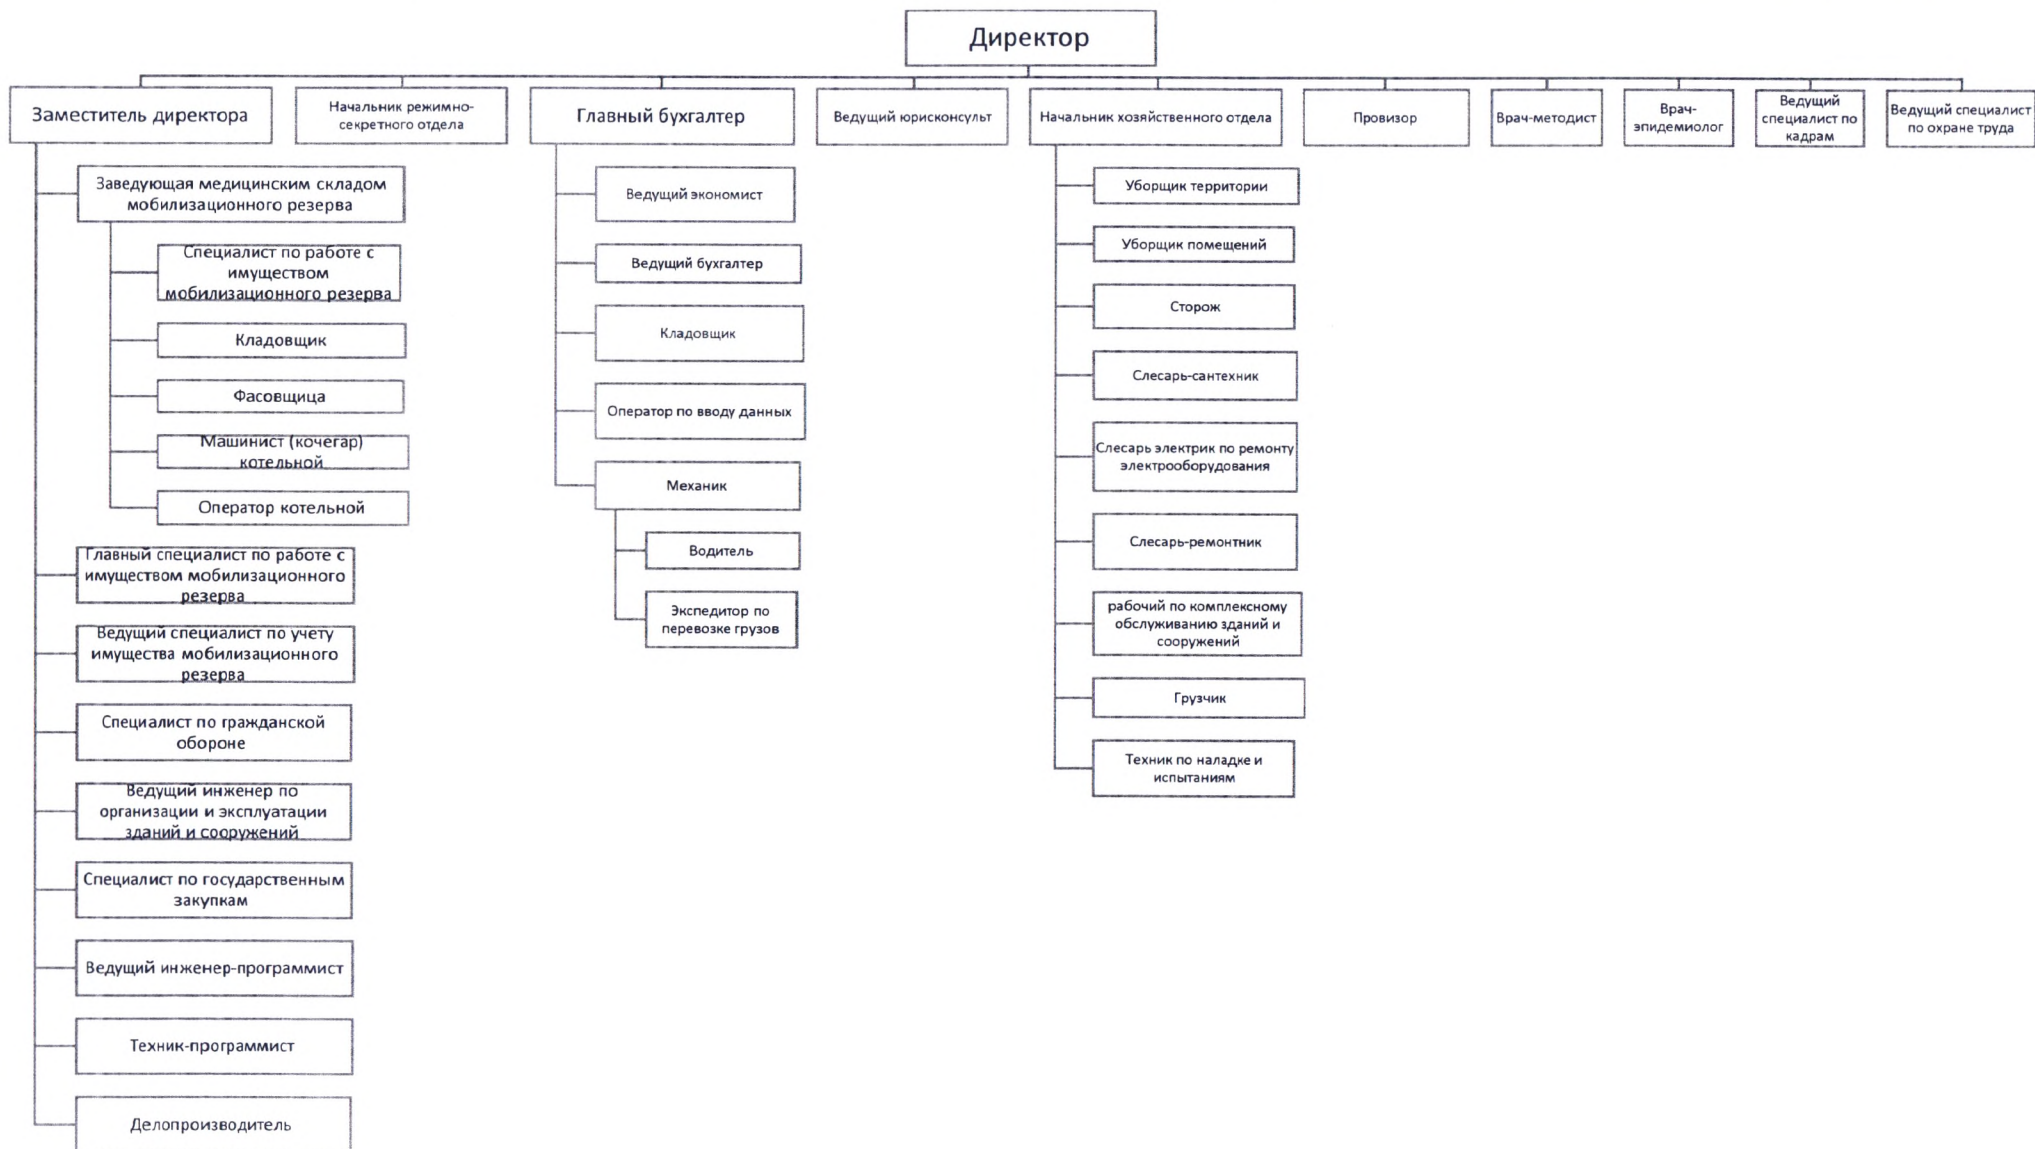 Директор
Заместитель директора
Начальник режимно-
секретного отдела
Главный бухгалтер
Ведущий юрисконсульт
Начальник хозяйственного отдела
Провизор
Врач-методист
Врач-
эпидемиолог
Ведущий
специалист по
кадрам
Ведущий специалист
по охране труда
Заведующая медицинским складом
мобилизационного резерва
Специалист по работе с
имуществом
мобилизационного резерва
Кладовщик
Фасовщица
Машинист (кочегар)
котельной
Оператор котельной
Главный специалист по работе с
имуществом мобилизационного
резерва
Ведущий специалист по учету
имущества мобилизационного
резерва
Специалист по гражданской
обороне
Ведущий инженер по
организации и эксплуатации
зданий и сооружений
Специалист по государственным
закупкам
Ведущий инженер-программист
Техник-программист
Делопроизводитель
Ведущий экономист
Ведущий бухгалтер
Кладовщик
Оператор по вводу данных
Механик
Водитель
Экспедитор по
перевозке грузов
Уборщик территории
Уборщик помещений
Сторож
Слесарь-сантехник
Слесарь электрик по ремонту
электрооборудования
Слесарь-ремонтник
рабочий по комплексному
обслуживанию зданий и
сооружений
Грузчик
Техник по наладке и
испытаниям